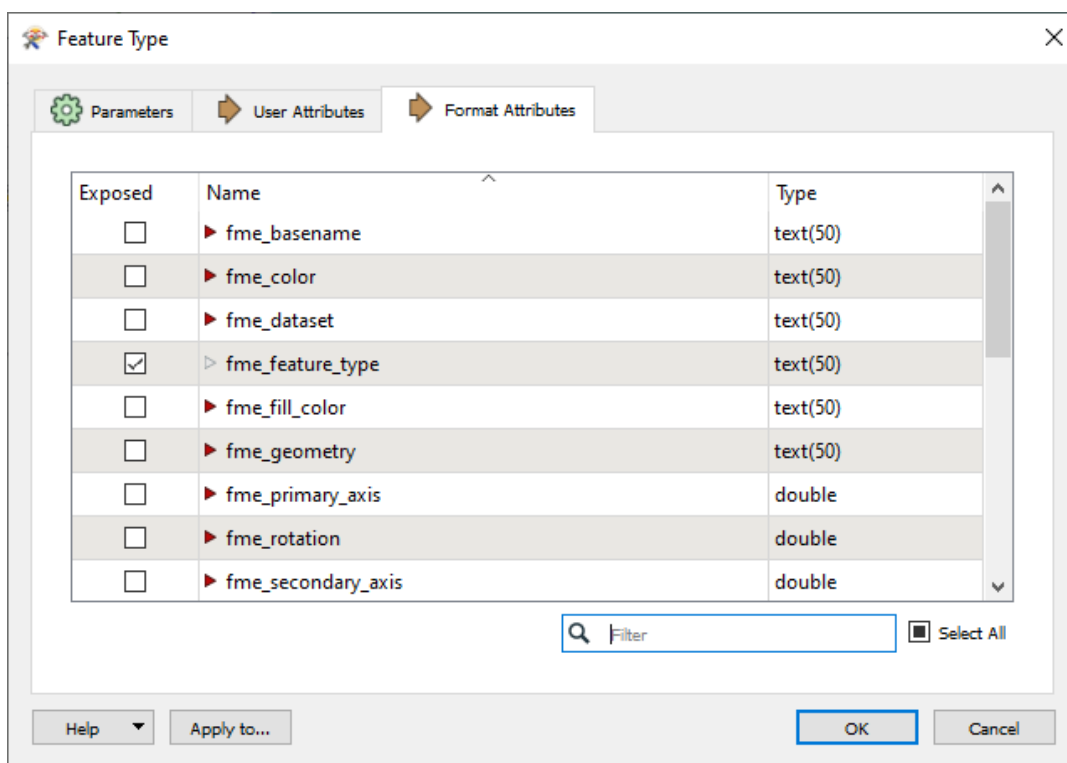 Feature Type
Parameters User Attributes Format Attributes
Exposed Name Type
fme_basename text(50)
fme_color text(50)
fme_dataset text(50)
fme_feature_type text(50)
fme_fill_color text(50)
fme_geometry text(50)
fme_primary_axis double
fme_rotation double
fme_secondary_axis double
Filter Select All
Help Apply to... OK Cancel